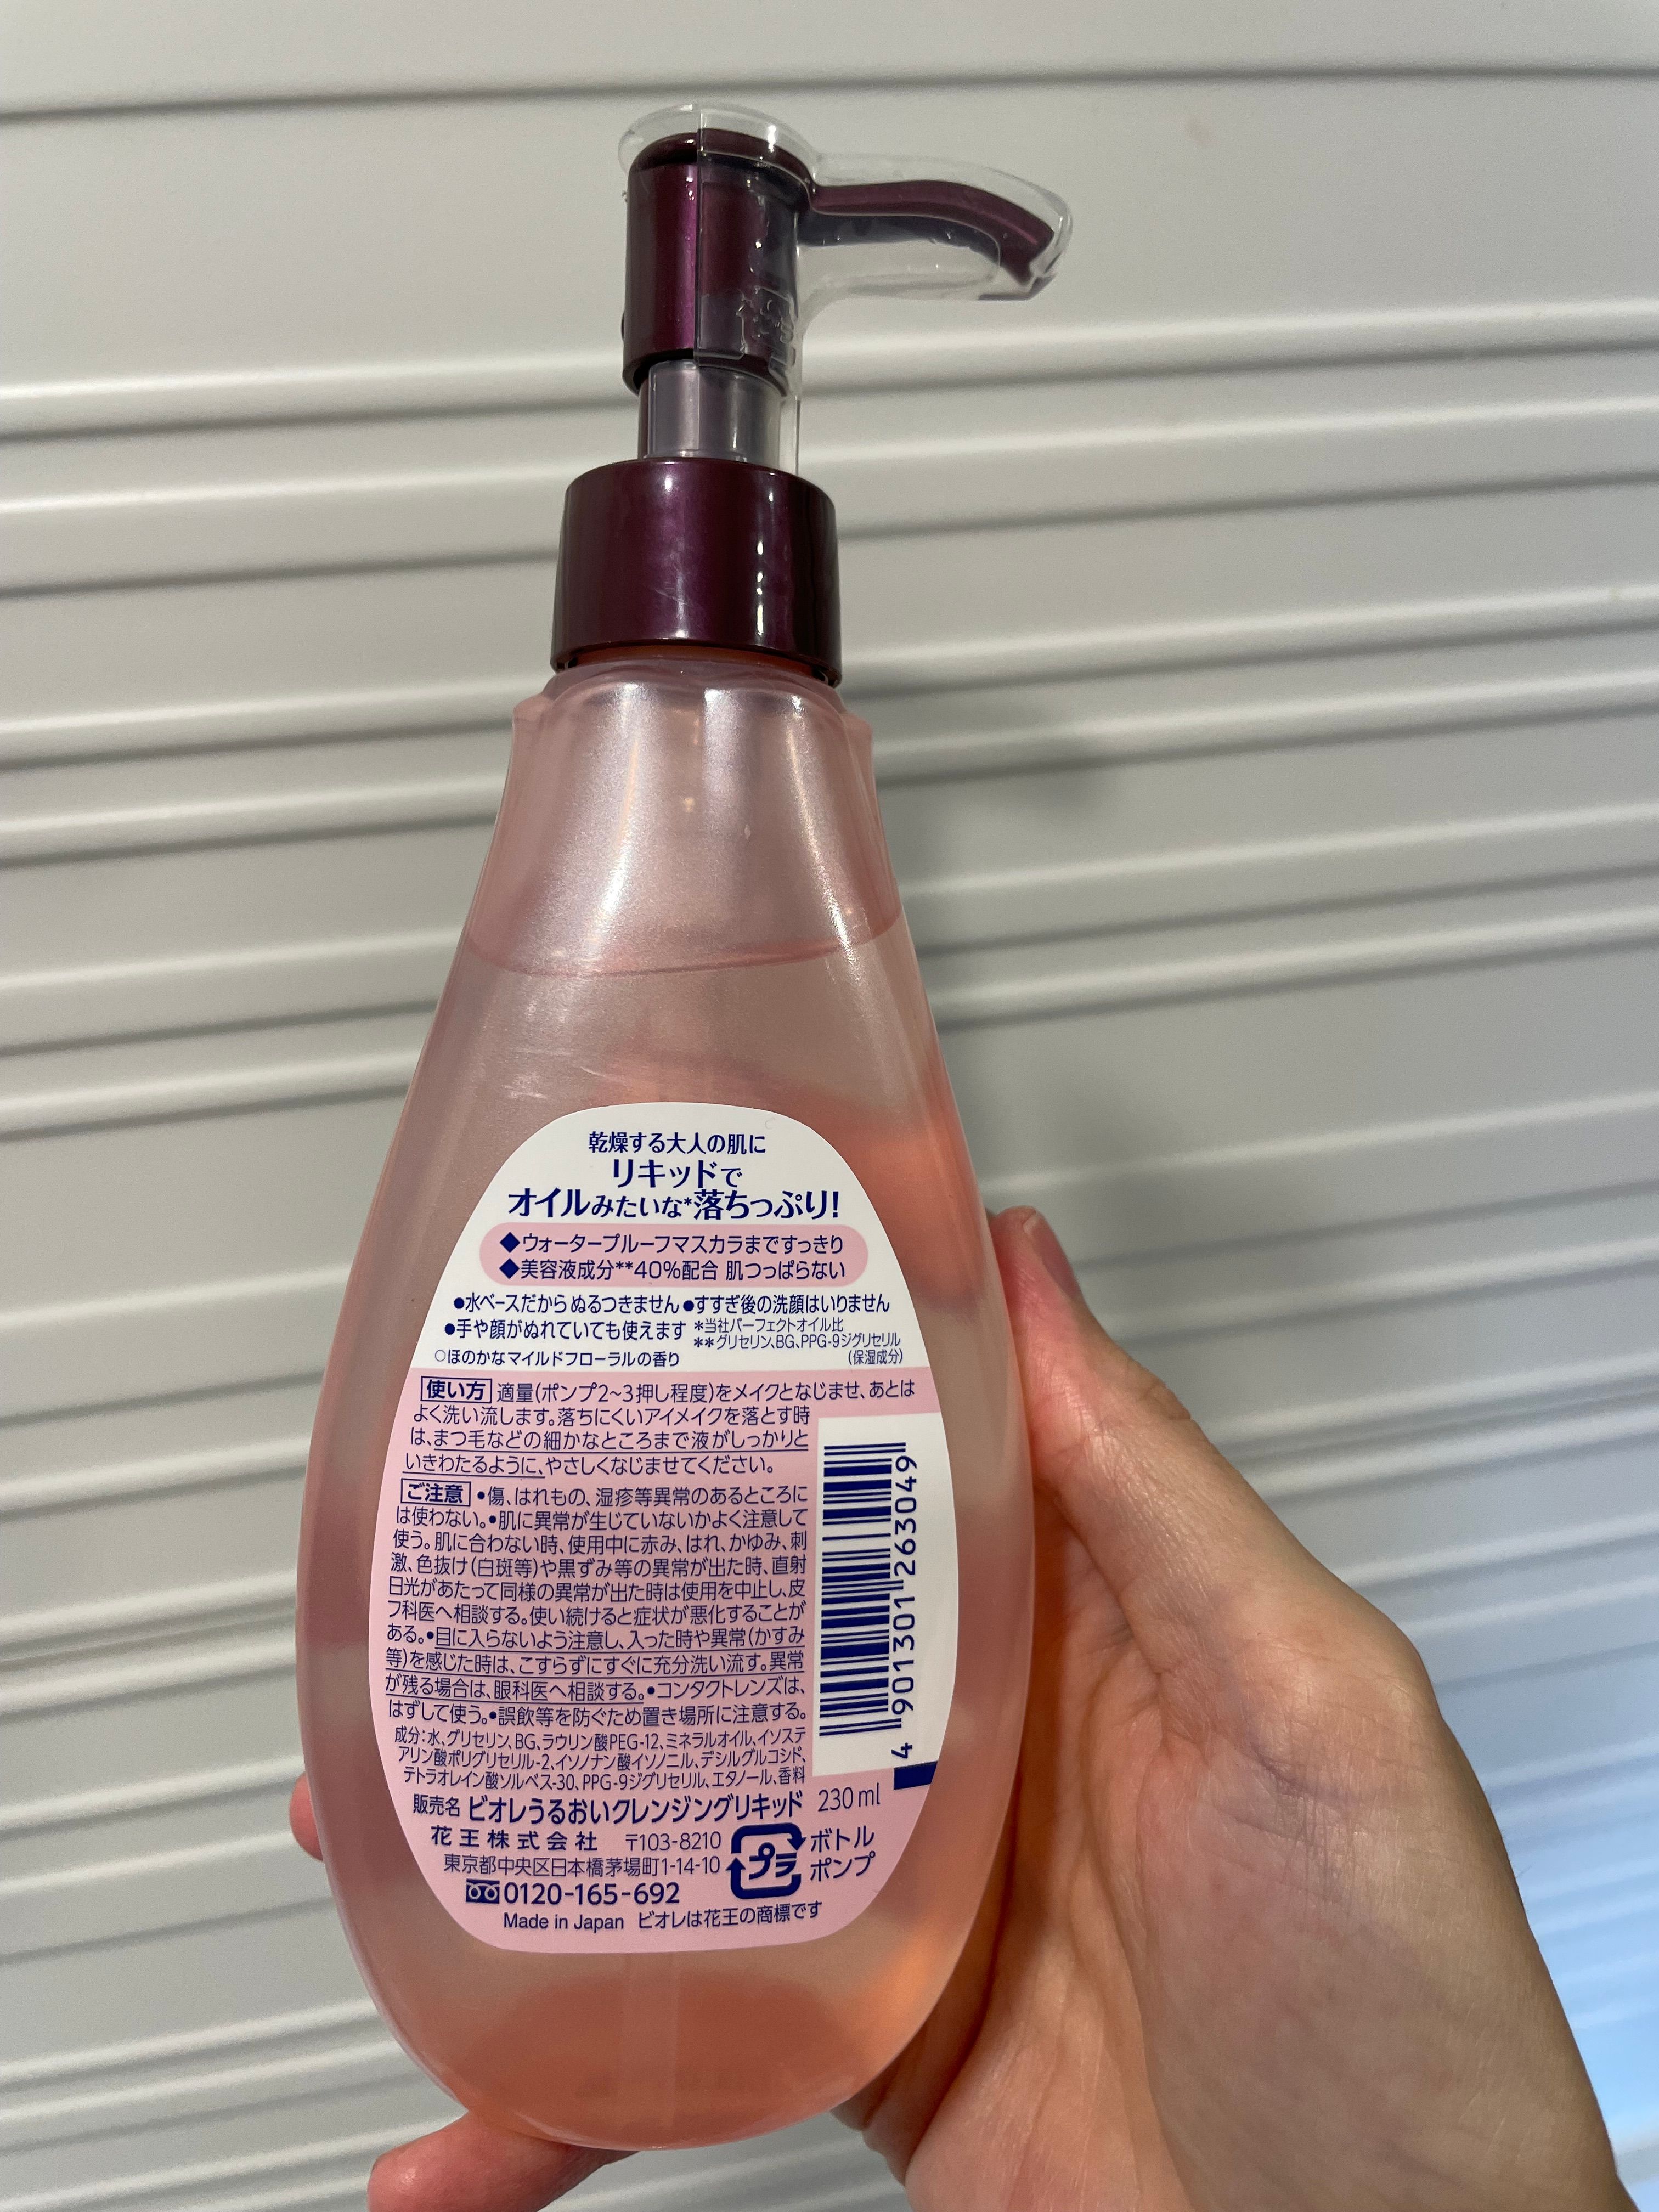 乾燥する大人の肌に
リキッドで
オイルみたいな*落ちっぷり!
◆ウォータープルーフマスカラまですっきり
◆美容液成分**40%配合 肌つっぱらない
●水ベースだからぬるつきません●すすぎ後の洗顔はいりません
●手や顔がぬれていても使えます
*当社パーフェクトオイル比
**グリセリン、BG、PPG-9ジグリセリル
(保湿成分)
○ほのかなマイルドフローラルの香り
使い方 適量(ポンプ2~3押し程度)をメイクとなじませ、あとは
よく洗い流します。落ちにくいアイメイクを落とす時
は、まつ毛などの細かなところまで液がしっかりと
いきわたるように、やさしくなじませてください。
ご注意 ●傷、はれもの、湿疹等異常のあるところに
は使わない。●肌に異常が生じていないかよく注意して
使う。肌に合わない時、使用中に赤み、はれ、かゆみ、刺
激、色抜け(白斑等)や黒ずみ等の異常が出た時、直射
日光があたって同様の異常が出た時は使用を中止し、皮
フ科医へ相談する。使い続けると症状が悪化することが
ある。●目に入らないよう注意し、入った時や異常(かすみ
等)を感じた時は、こすらずにすぐに充分洗い流す。異常
が残る場合は、眼科医へ相談する。●コンタクトレンズは、
はずして使う。●誤飲等を防ぐため置き場所に注意する。
成分:水、グリセリン、BG、ラウリン酸PEG-12、ミネラルオイル、イソステ
アリン酸ポリグリセリル-2、イソノナン酸イソノニル、デシルグルコシド、
テトラオレイン酸ソルベス-30、PPG-9ジグリセリル、エタノール、香料
4 901301 263049
販売名 ビオレうるおいクレンジングリキッド 230ml
花王株式会社 〒103-8210
東京都中央区日本橋茅場町1-14-10
0120-165-692
プラ
ボトル
ポンプ
Made in Japan ビオレは花王の商標です